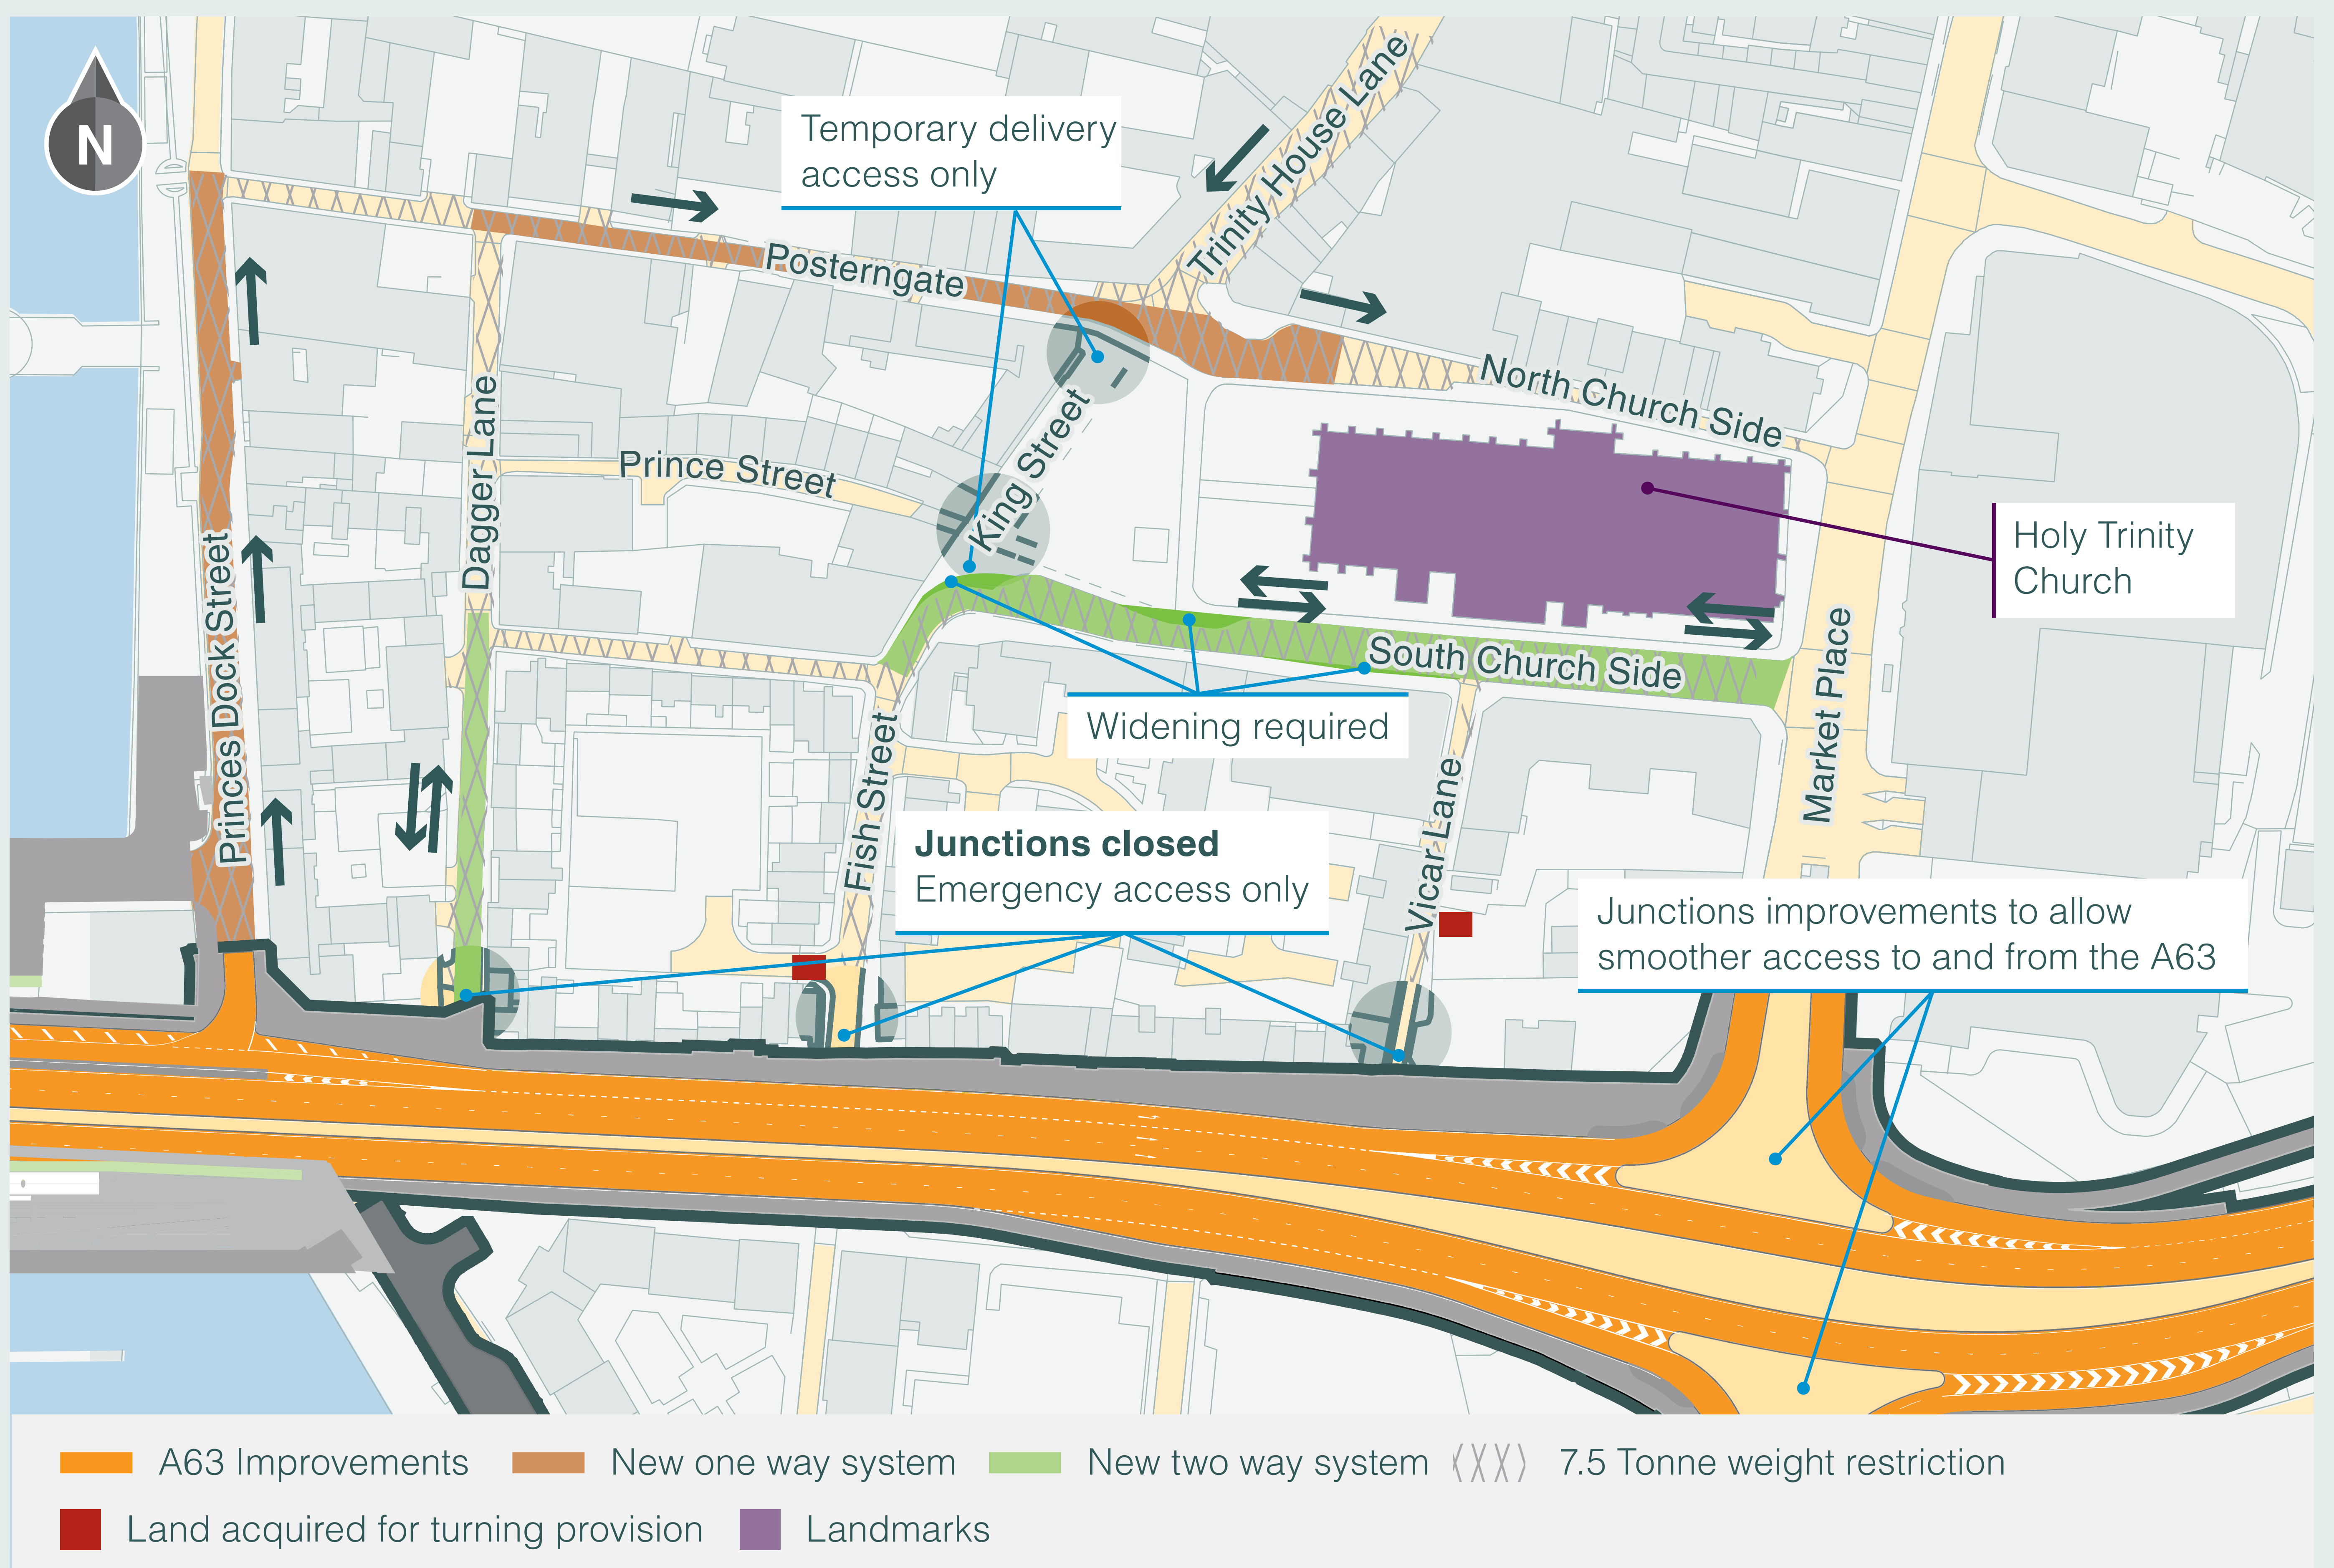 N
Temporary delivery
access only
Trinity House Lane
Posterngate
North Church Side
King Street
Prince Street
Dagger Lane
Holy Trinity
Church
Princes Dock Street
South Church Side
Market Place
Widening required
Fish Street
Vicar Lane
Junctions closed
Emergency access only
Junctions improvements to allow
smoother access to and from the A63
A63 Improvements
New one way system
New two way system
7.5 Tonne weight restriction
Land acquired for turning provision
Landmarks